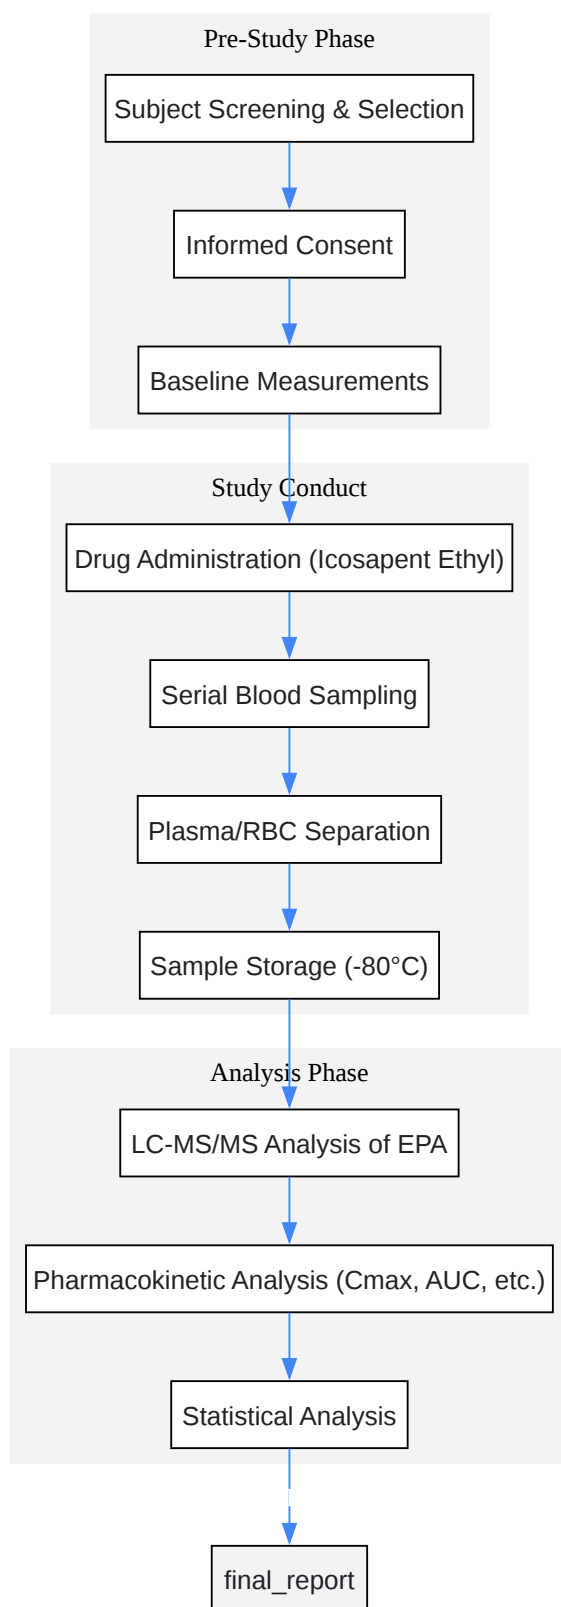 Pre-Study Phase
Subject Screening & Selection
Informed Consent
Baseline Measurements
Study Conduct
Drug Administration (Icosapent Ethyl)
Serial Blood Sampling
Plasma/RBC Separation
Sample Storage (-80°C)
Analysis Phase
LC-MS/MS Analysis of EPA
Pharmacokinetic Analysis (Cmax, AUC, etc.)
Statistical Analysis
final_report